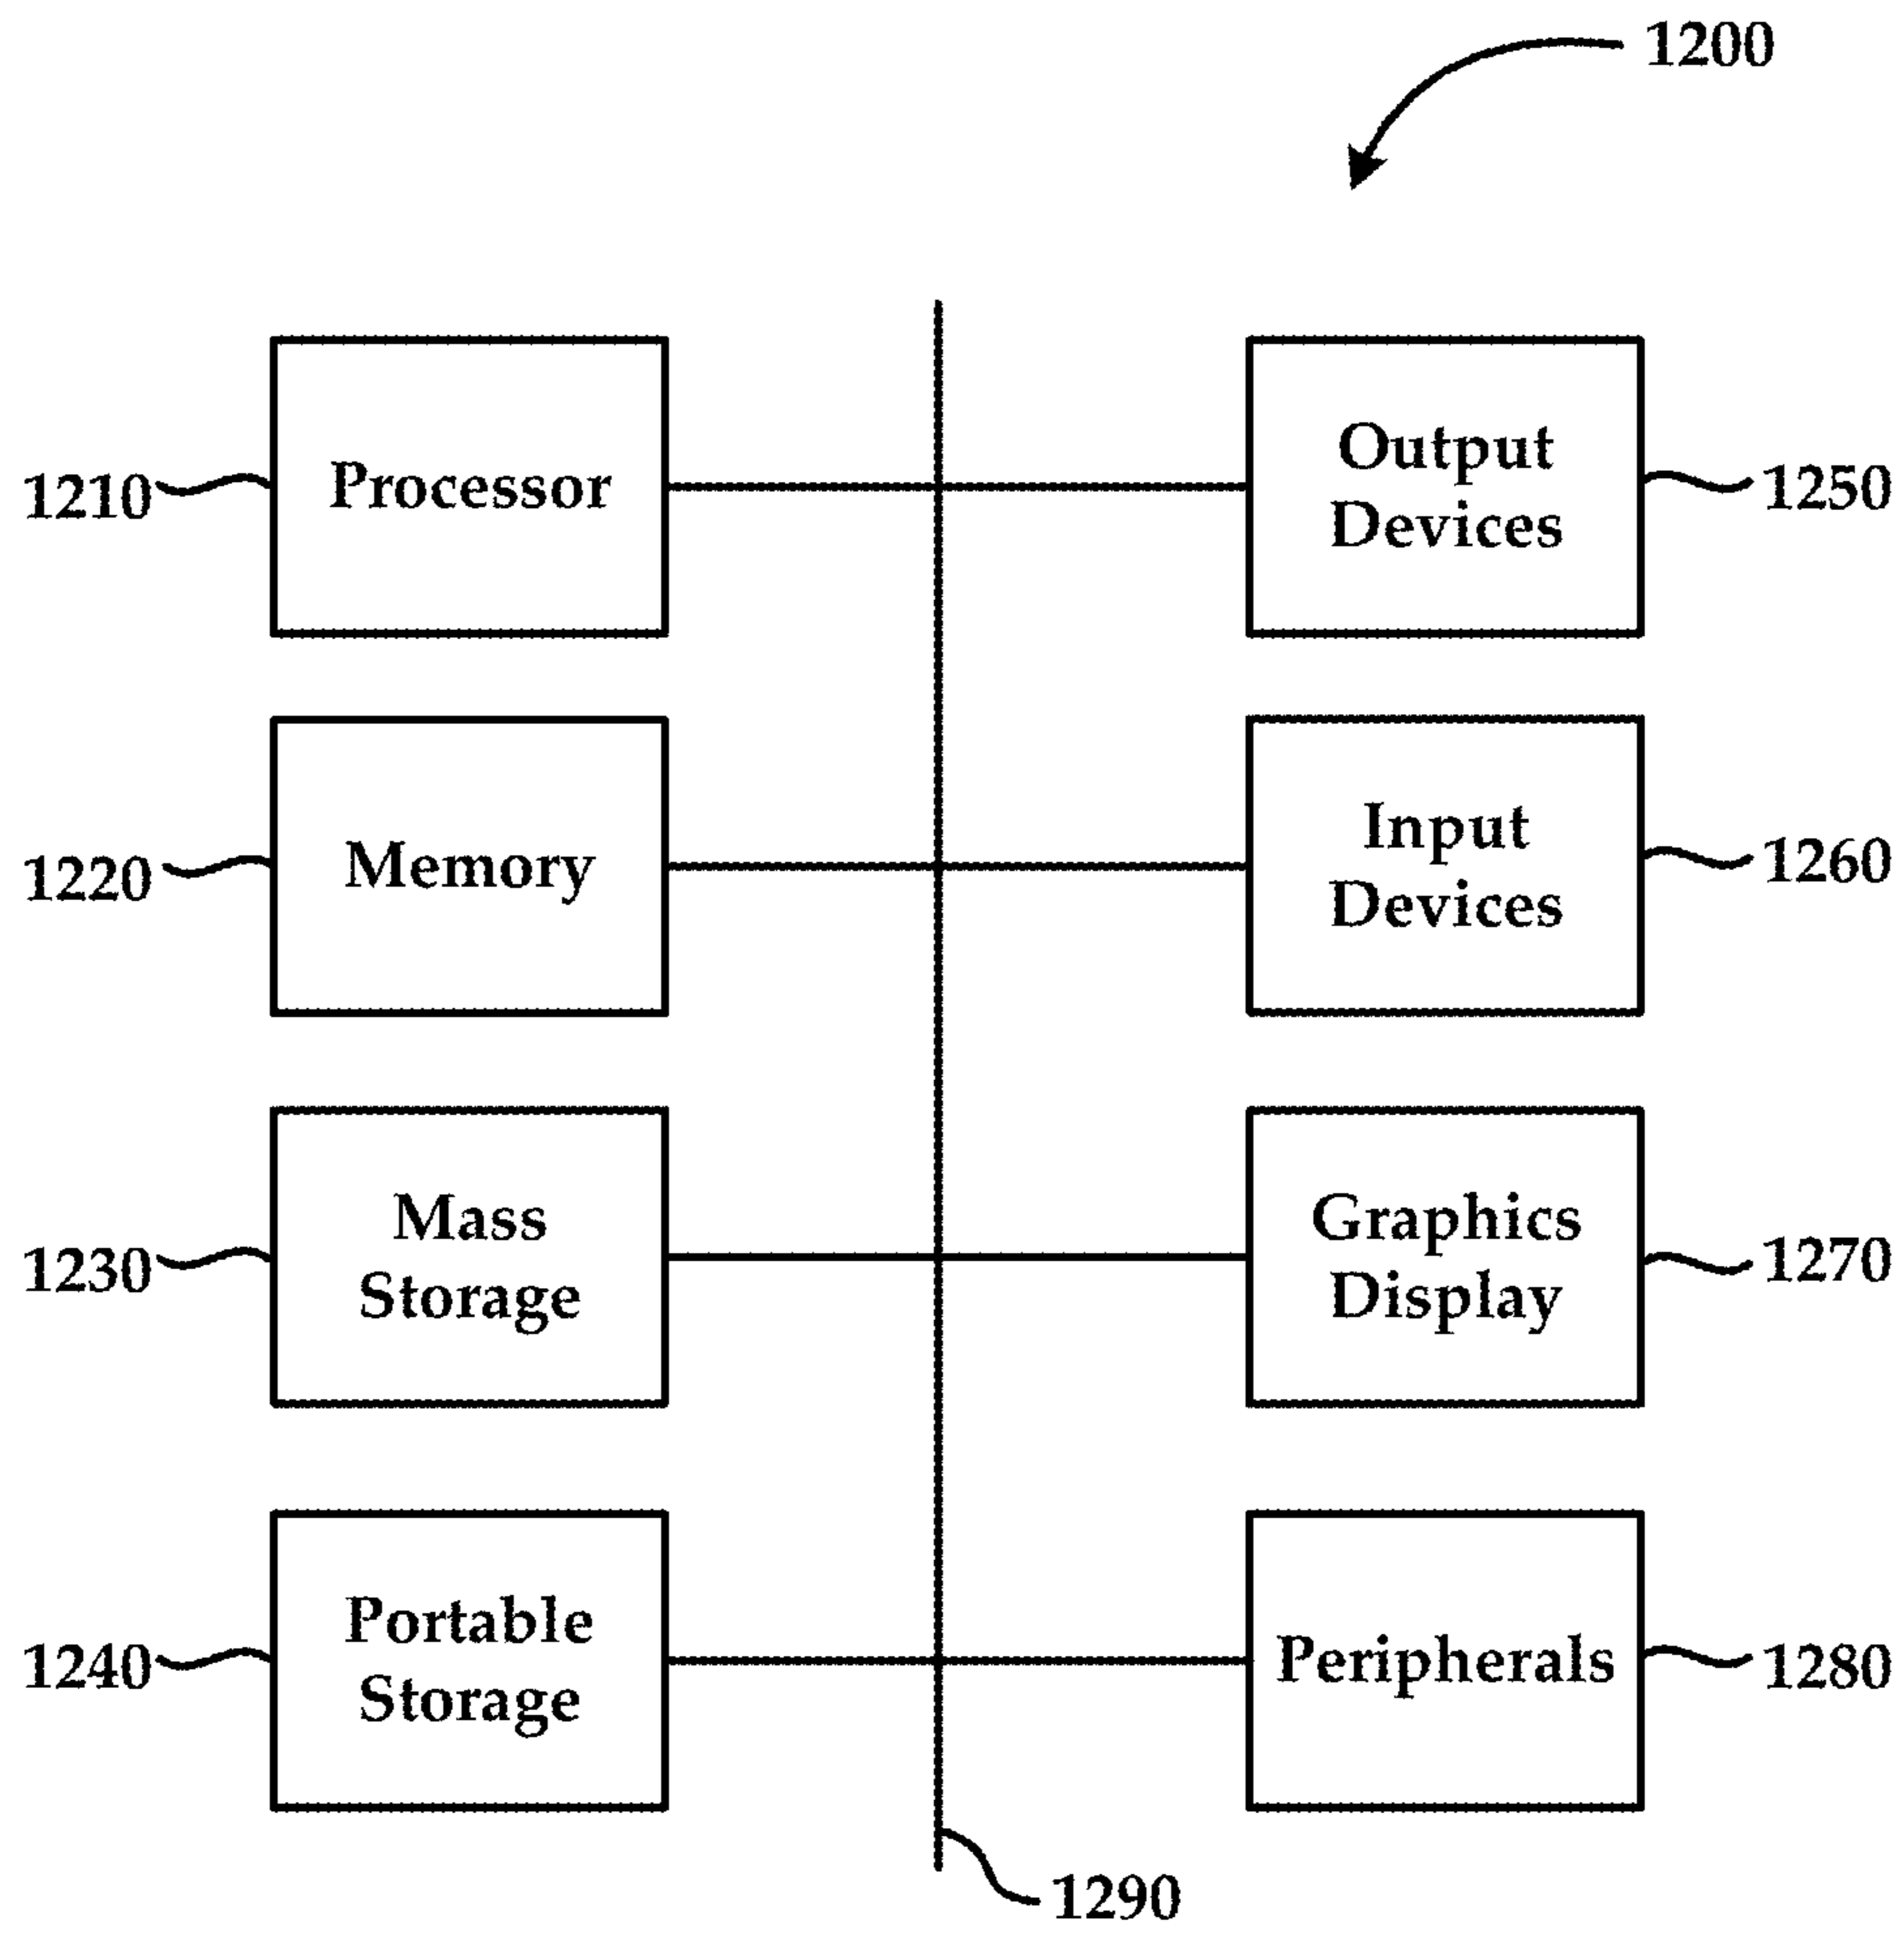 1200
1210
Processor
Output
Devices
1250
1220
Memory
Input
Devices
1260
1230
Mass
Storage
Graphics
Display
1270
1240
Portable
Storage
Peripherals
1280
1290